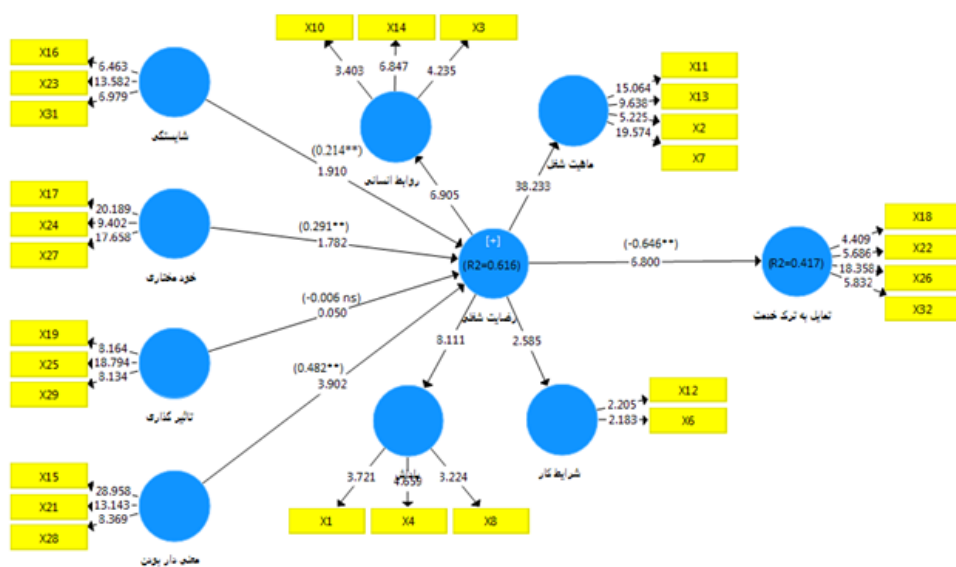 X10
X14
X3
3.403
6.847
4.235
X16
X23
X31
6.463
13.582
6.979
شایستگی
روابط انسانی
X11
X13
X2
X7
15.064
9.638
5.225
19.574
ماهیت شغل
(0.214**)
1.910
6.905
38.233
X17
X24
X27
20.189
9.402
17.658
خود مختاری
(0.291**)
1.782
[+]
(R2=0.616)
رضایت شغلی
(-0.646**)
6.800
(R2=0.417)
تمایل به ترک خدمت
X18
X22
X26
X32
4.409
5.686
18.358
5.832
X19
X25
X29
8.164
18.794
8.134
تاثیر گذاری
(-0.006 ns)
0.050
(0.482**)
3.902
8.111
2.585
X12
X6
2.205
2.183
شرایط کار
3.721
4.659
3.224
X1
X4
X8
X15
X21
X28
28.958
13.143
8.369
معنی دار بودن